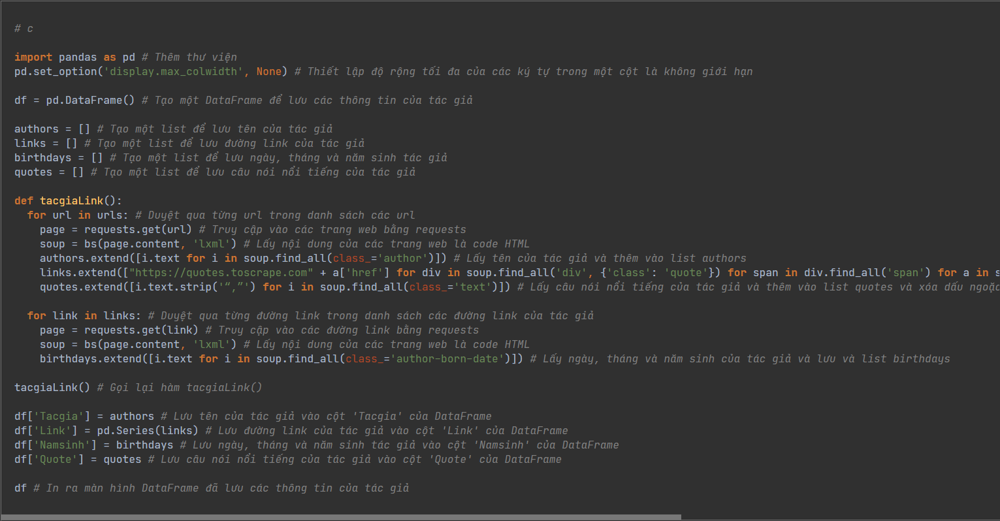 # c
import pandas as pd # Thêm thư viện
pd.set_option('display.max_colwidth', None) # Thiết lập độ rộng tối đa của các ký tự trong một cột là không giới hạn
df = pd.DataFrame() # Tạo một DataFrame để lưu các thông tin của tác giả
authors = [] # Tạo một list để lưu tên của tác giả
links = [] # Tạo một list để lưu đường link của tác giả
birthdays = [] # Tạo một list để lưu ngày, tháng và năm sinh tác giả
quotes = [] # Tạo một list để lưu câu nói nổi tiếng của tác giả
def tacgiaLink():
for url in urls: # Duyệt qua từng url trong danh sách các url
page = requests.get(url) # Truy cập vào các trang web bằng requests
soup = bs(page.content, 'lxml') # Lấy nội dung của các trang web là code HTML
authors.extend([i.text for i in soup.find_all(class_='author')]) # Lấy tên của tác giả và thêm vào list authors
links.extend(["https://quotes.toscrape.com" + a['href'] for div in soup.find_all('div', {'class': 'quote'}) for span in div.find_all('span') for a in s
quotes.extend([i.text.strip('“,”') for i in soup.find_all(class_='text')]) # Lấy câu nói nổi tiếng của tác giả và thêm vào list quotes và xóa dấu ngoặc
for link in links: # Duyệt qua từng đường link trong danh sách các đường link của tác giả
page = requests.get(link) # Truy cập vào các đường link bằng requests
soup = bs(page.content, 'lxml') # Lấy nội dung của các trang web là code HTML
birthdays.extend([i.text for i in soup.find_all(class_='author-born-date')]) # Lấy ngày, tháng và năm sinh của tác giả và lưu và list birthdays
tacgiaLink() # Gọi lại hàm tacgiaLink()
df['Tacgia'] = authors # Lưu tên của tác giả vào cột 'Tacgia' của DataFrame
df['Link'] = pd.Series(links) # Lưu đường link của tác giả vào cột 'Link' của DataFrame
df['Namsinh'] = birthdays # Lưu ngày, tháng và năm sinh tác giả vào cột 'Namsinh' của DataFrame
df['Quote'] = quotes # Lưu câu nói nổi tiếng của tác giả vào cột 'Quote' của DataFrame
df # In ra màn hình DataFrame đã lưu các thông tin của tác giả